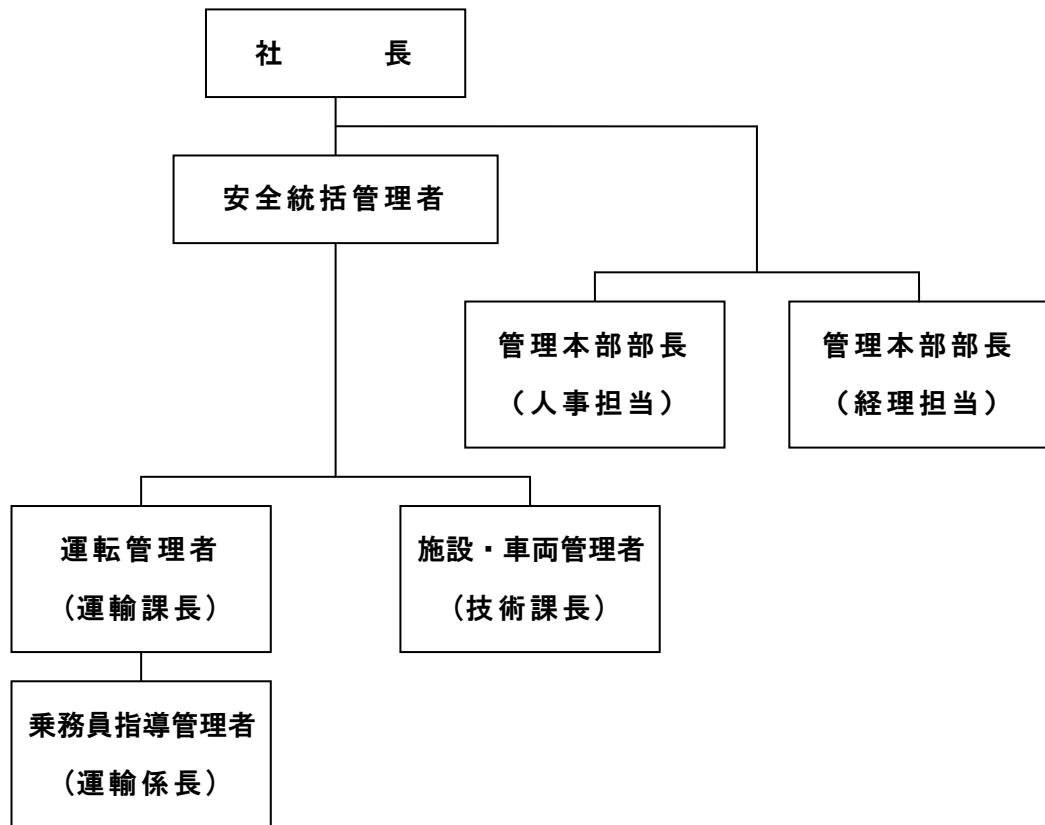 社　　長
安全統括管理者
管理本部部長
（人事担当）
管理本部部長
（経理担当）
運転管理者
（運輸課長）
施設・車両管理者
（技術課長）
乗務員指導管理者
（運輸係長）